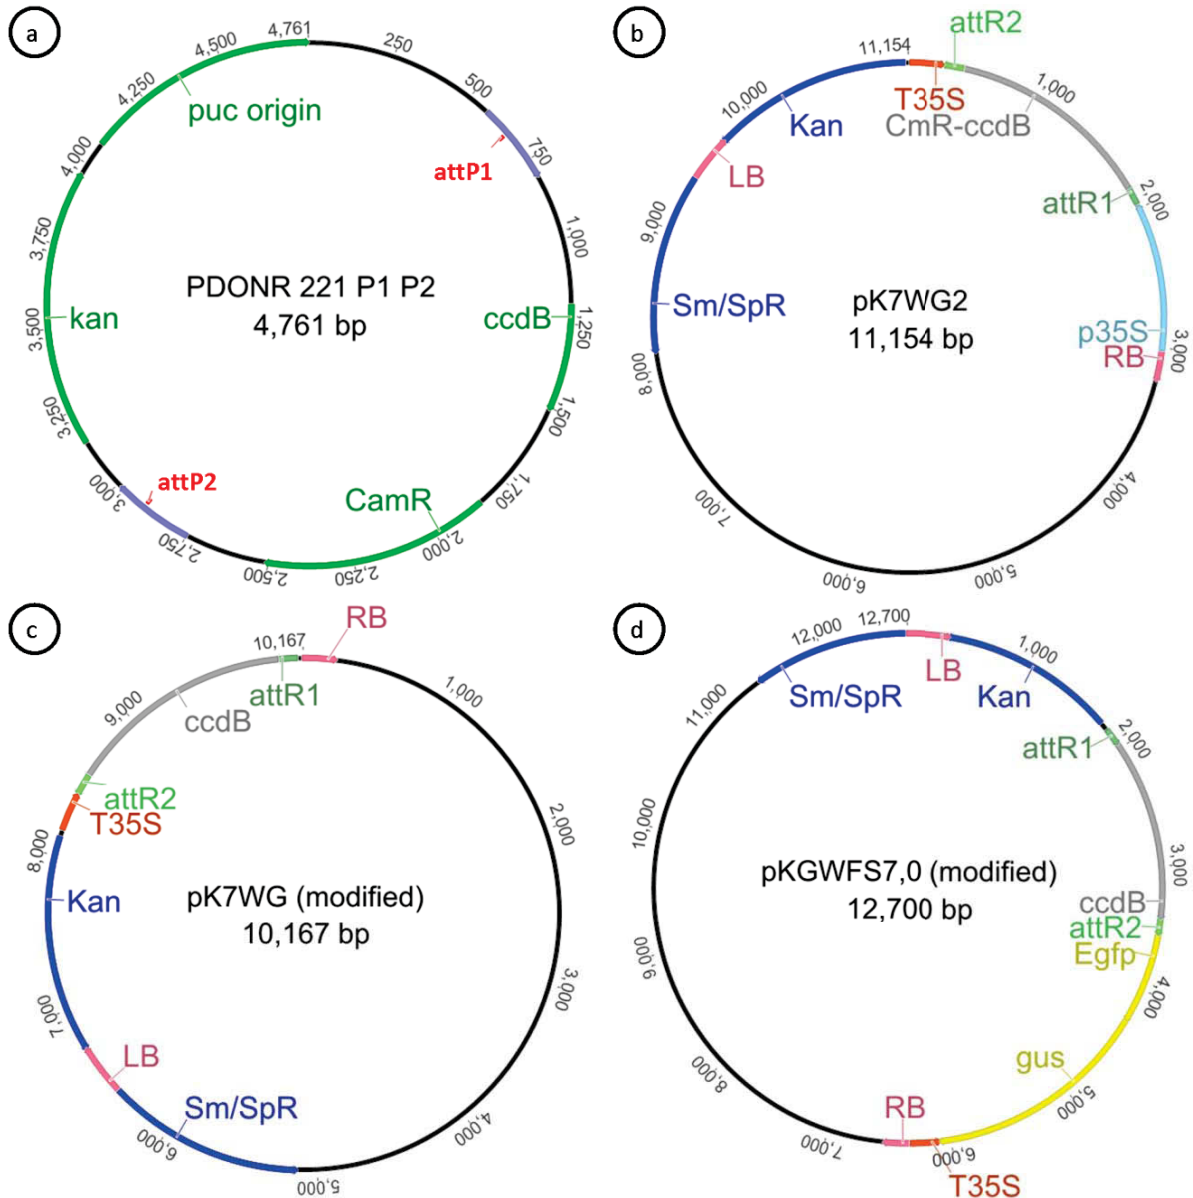 a
4,761
250
500
750
1,000
1,250
1,500
1,750
2,000
2,250
2,500
2,750
3,000
3,250
3,500
3,750
4,000
4,250
4,500
puc origin
attP1
ccdB
CamR
attP2
kan
PDONR 221 P1 P2
4,761 bp
b
11,154
1,000
2,000
3,000
4,000
5,000
6,000
7,000
8,000
9,000
10,000
attR2
T35S
CmR-ccdB
Kan
LB
attR1
Sm/SpR
p35S
RB
pK7WG2
11,154 bp
c
10,167
1,000
2,000
3,000
4,000
5,000
6,000
7,000
8,000
9,000
RB
attR1
ccdB
attR2
T35S
Kan
LB
Sm/SpR
pK7WG (modified)
10,167 bp
d
12,700
1,000
2,000
3,000
4,000
5,000
6,000
7,000
8,000
9,000
10,000
11,000
12,000
LB
Sm/SpR
Kan
attR1
ccdB
attR2
Egfp
gus
RB
T35S
pKGWFS7,0 (modified)
12,700 bp